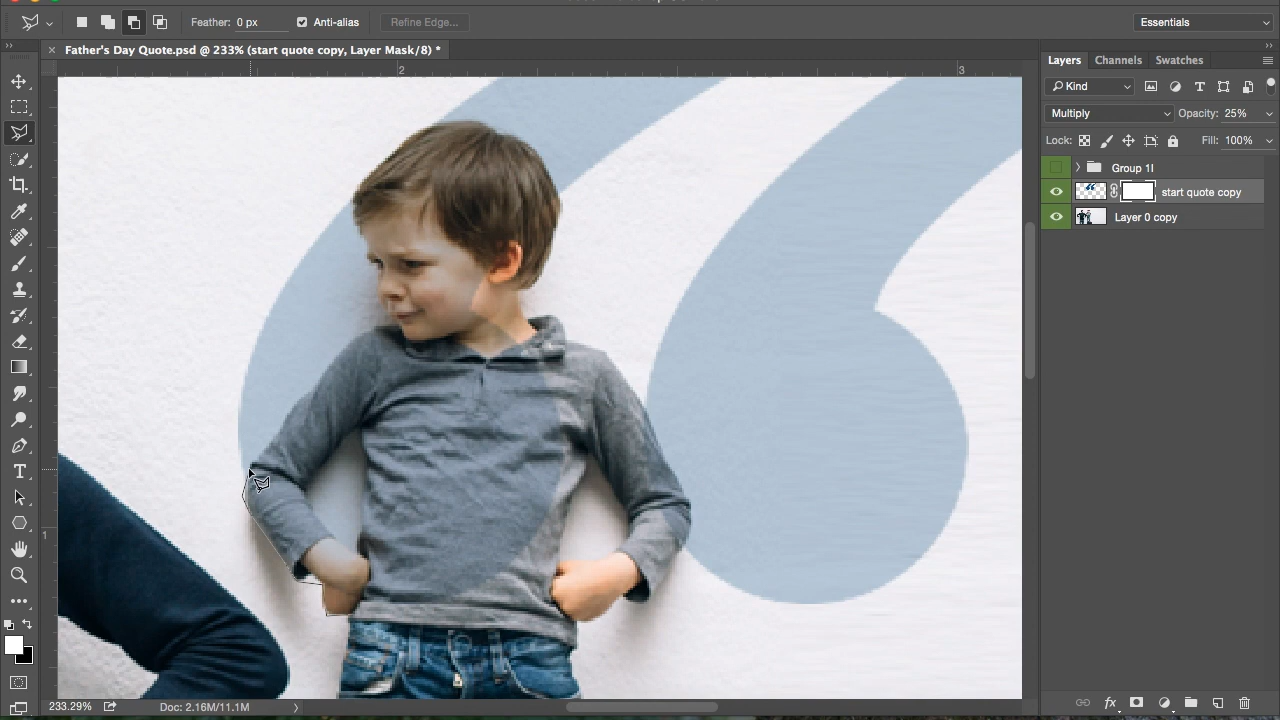 Feather: 0 px
Anti-alias
Refine Edge...
Essentials
Father's Day Quote.psd @ 233% (start quote copy, Layer Mask/8) *
2
3
1
Layers
Channels
Swatches
Kind
Multiply
Opacity: 25%
Lock:
Fill: 100%
Group 1l
start quote copy
Layer 0 copy
fx
233.29%
Doc: 2.16M/11.1M